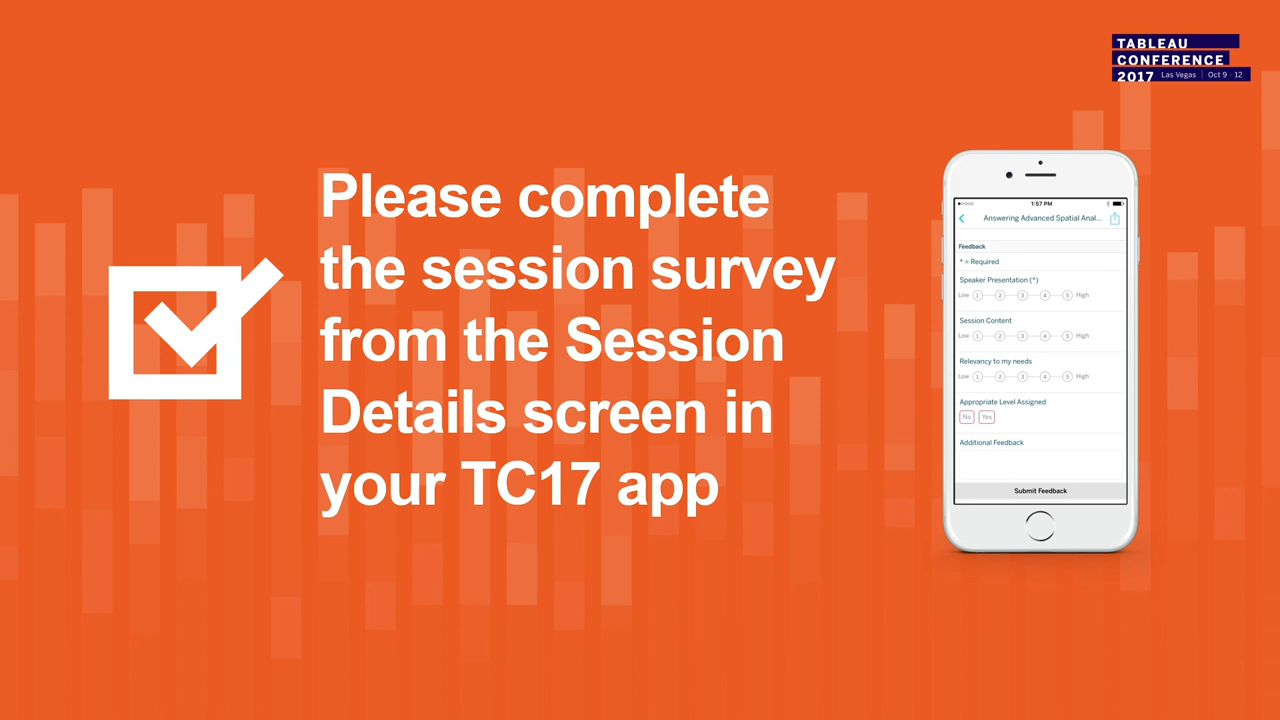 TABLEAU
CONFERENCE
2017 Las Vegas | Oct 9 - 12
Please complete
the session survey
from the Session
Details screen in
your TC17 app
1:57 PM
Answering Advanced Spatial Anal...
Feedback
* = Required
Speaker Presentation (*)
Low 1 2 3 4 5 High
Session Content
Low 1 2 3 4 5 High
Relevancy to my needs
Low 1 2 3 4 5 High
Appropriate Level Assigned
No Yes
Additional Feedback
Submit Feedback